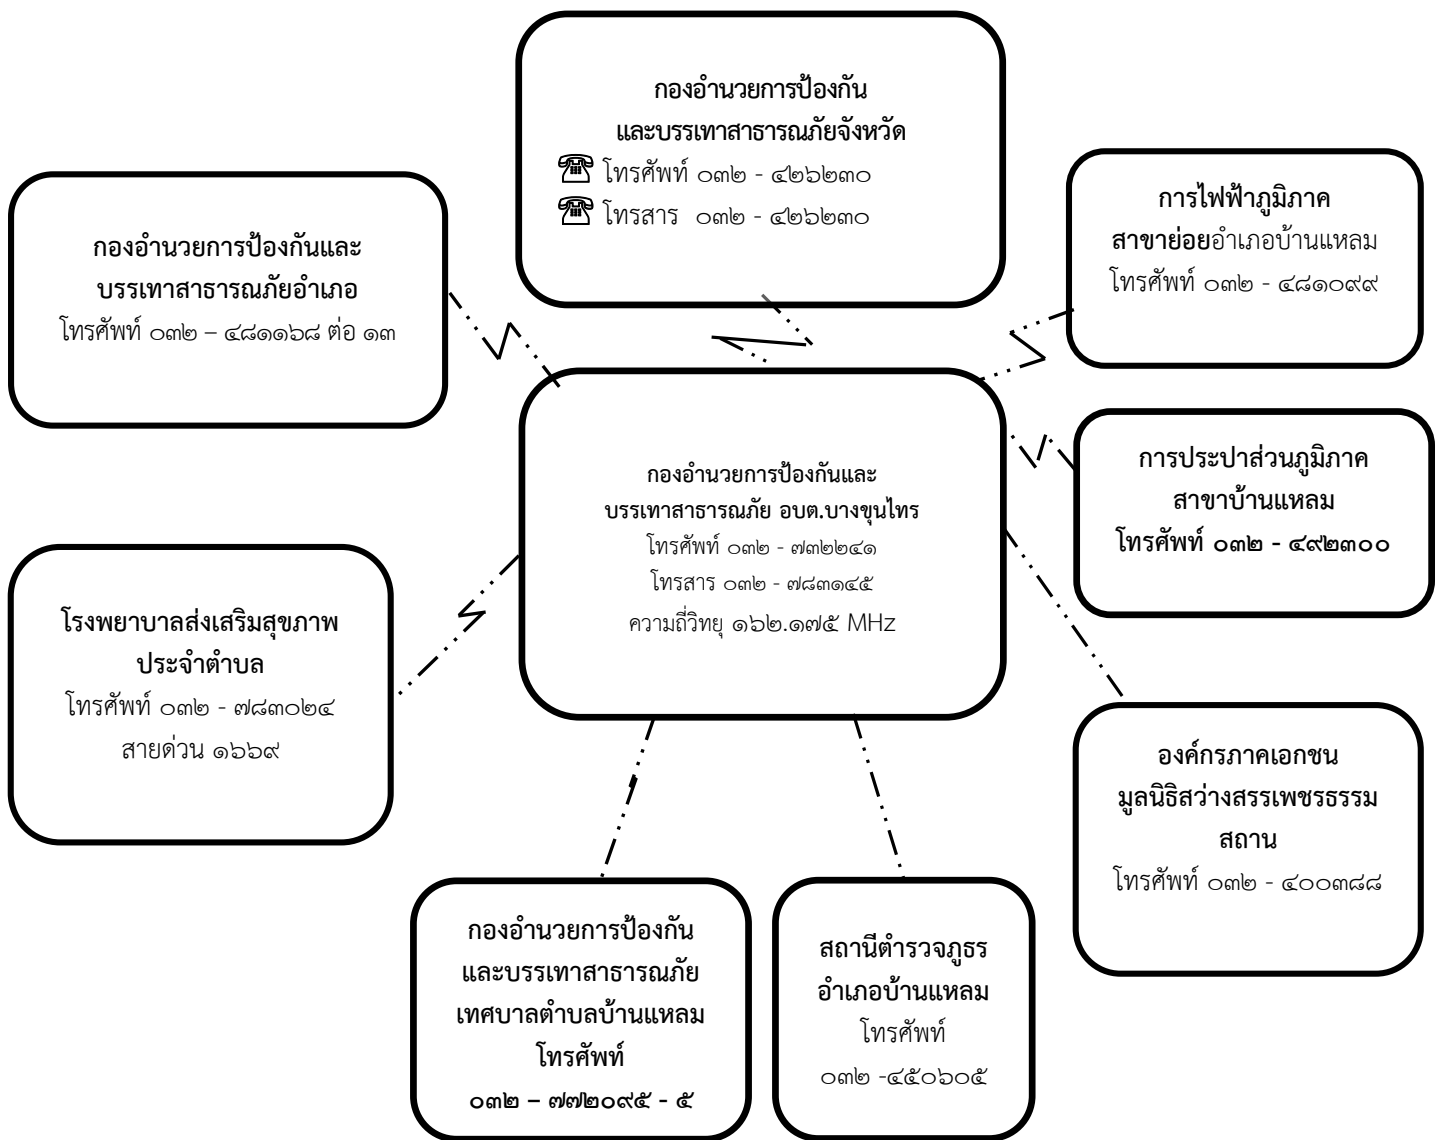 กองอำนวยการป้องกัน
และบรรเทาสาธารณภัยจังหวัด
โทรศัพท์ ๐๓๒ - ๔๒๖๒๓๐
โทรสาร ๐๓๒ - ๔๒๖๒๓๐
กองอำนวยการป้องกันและ
บรรเทาสาธารณภัยอำเภอ
โทรศัพท์ ๐๓๒ – ๔๘๑๑๖๘ ต่อ ๑๓
การไฟฟ้าภูมิภาค
สาขาย่อยอำเภอบ้านแหลม
โทรศัพท์ ๐๓๒ - ๔๘๑๐๙๙
กองอำนวยการป้องกันและ
บรรเทาสาธารณภัย อบต.บางขุนไทร
โทรศัพท์ ๐๓๒ - ๗๓๒๒๔๑
โทรสาร ๐๓๒ - ๗๘๓๑๔๕
ความถี่วิทยุ ๑๖๒.๑๗๕ MHz
การประปาส่วนภูมิภาค
สาขาบ้านแหลม
โทรศัพท์ ๐๓๒ - ๔๙๒๓๐๐
โรงพยาบาลส่งเสริมสุขภาพ
ประจำตำบล
โทรศัพท์ ๐๓๒ - ๗๘๓๐๒๔
สายด่วน ๑๖๖๙
องค์กรภาคเอกชน
มูลนิธิสว่างสรรเพชรธรรม
สถาน
โทรศัพท์ ๐๓๒ - ๔๐๐๓๘๘
กองอำนวยการป้องกัน
และบรรเทาสาธารณภัย
เทศบาลตำบลบ้านแหลม
โทรศัพท์
๐๓๒ – ๗๗๒๐๙๕ - ๕
สถานีตำรวจภูธร
อำเภอบ้านแหลม
โทรศัพท์
๐๓๒ -๔๕๐๖๐๕